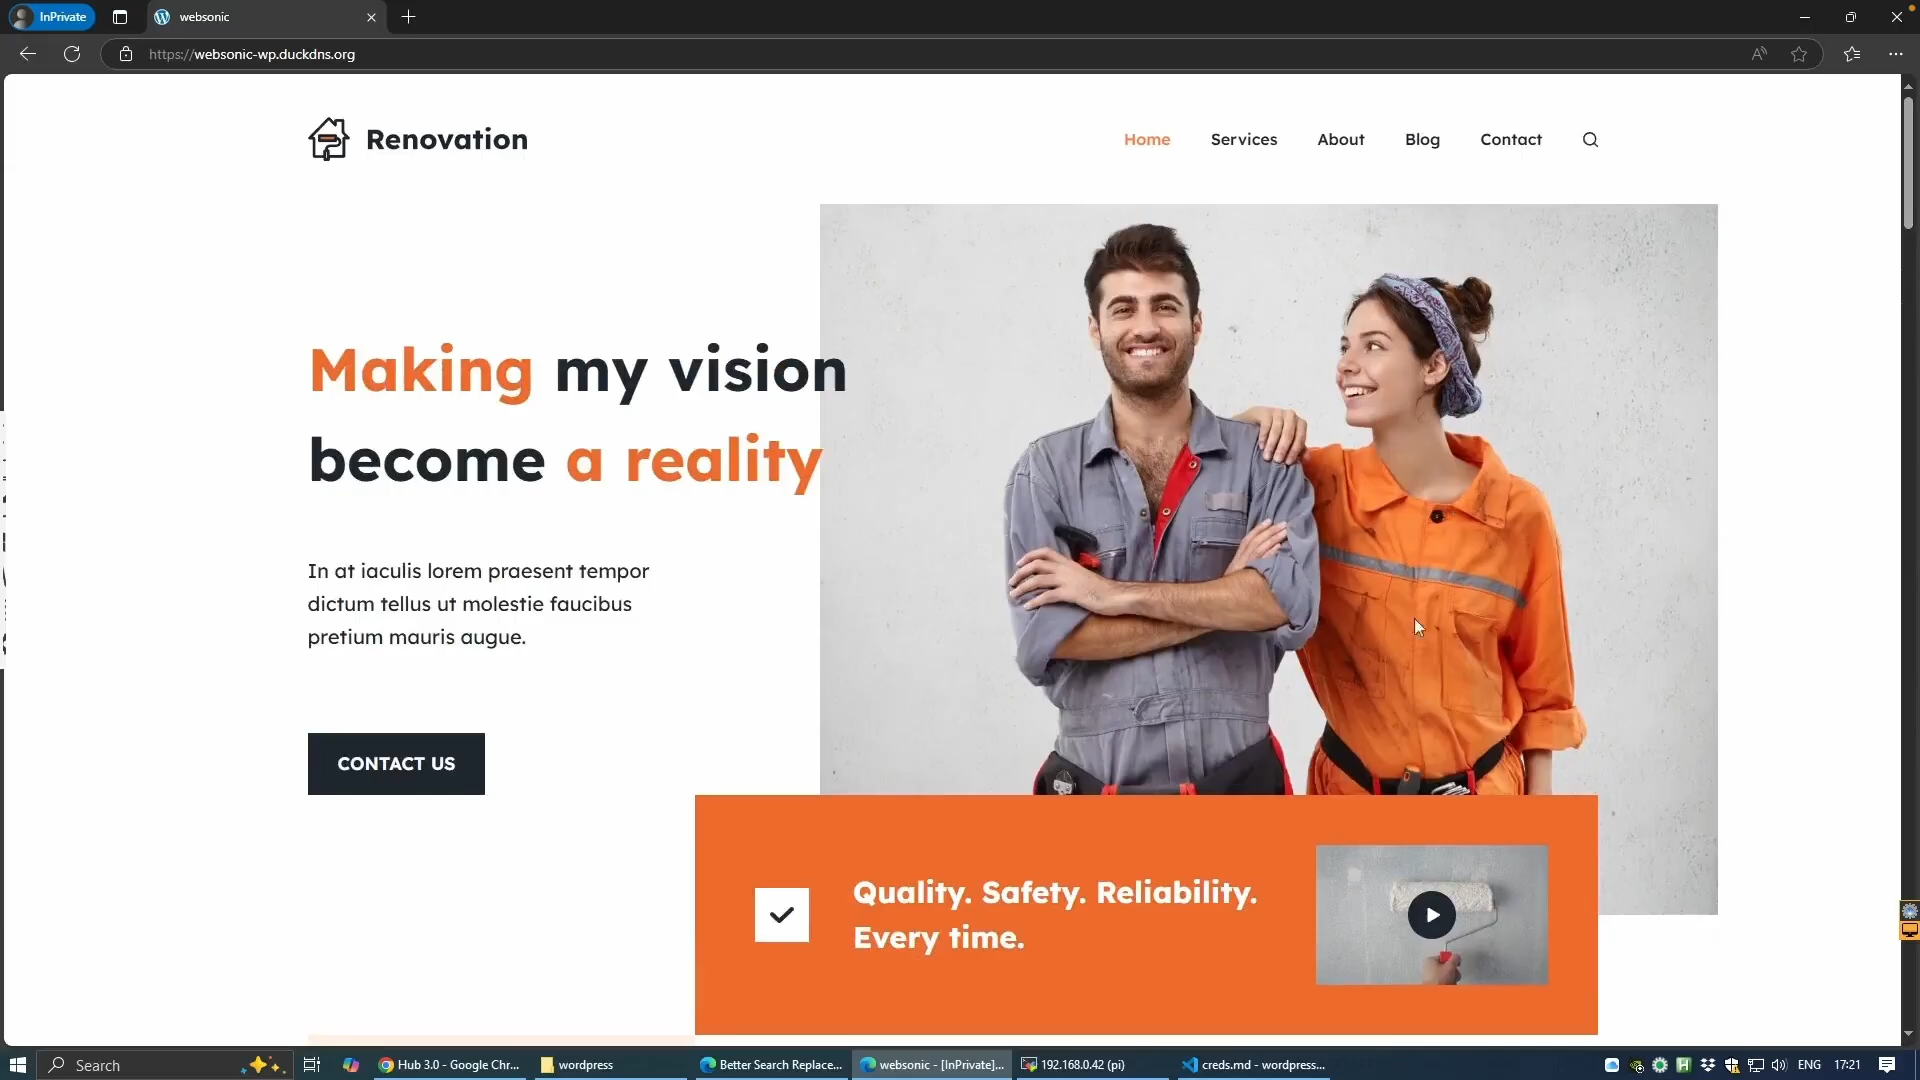 InPrivate
websonic
https://websonic-wp.duckdns.org
Renovation
Home
Services
About
Blog
Contact
Making my vision
become a reality
In at iaculis lorem praesent tempor
dictum tellus ut molestie faucibus
pretium mauris augue.
CONTACT US
Quality. Safety. Reliability.
Every time.
Search
Hub 3.0 - Google Chr...
wordpress
Better Search Replace...
websonic - [InPrivate]...
192.168.0.42 (pi)
creds.md - wordpress...
ENG
17:21